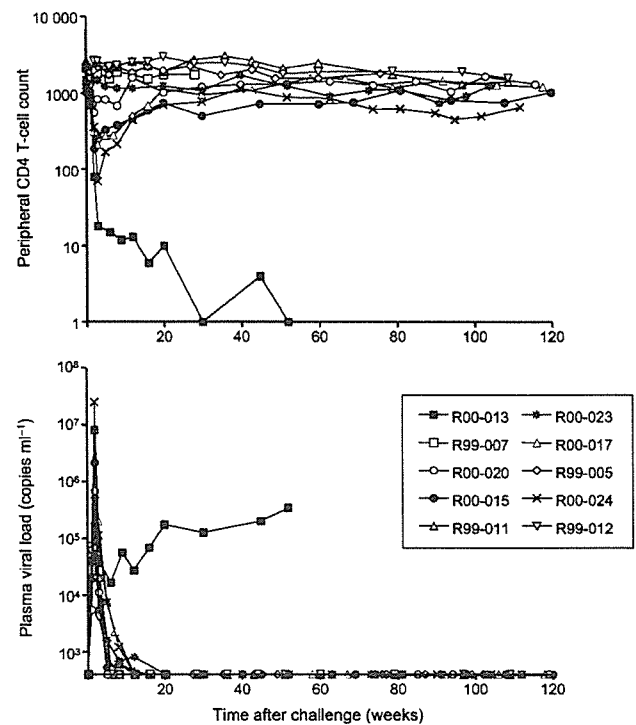 10 000
1000
100
10
1
Peripheral CD4 T-cell count
20 40 60 80 100 120
10⁸
10⁷
10⁶
10⁵
10⁴
10³
Plasma viral load (copies ml⁻¹)
R00-013 R00-023
R99-007 R00-017
R00-020 R99-005
R00-015 R00-024
R99-011 R99-012
0 20 40 60 80 100 120
Time after challenge (weeks)